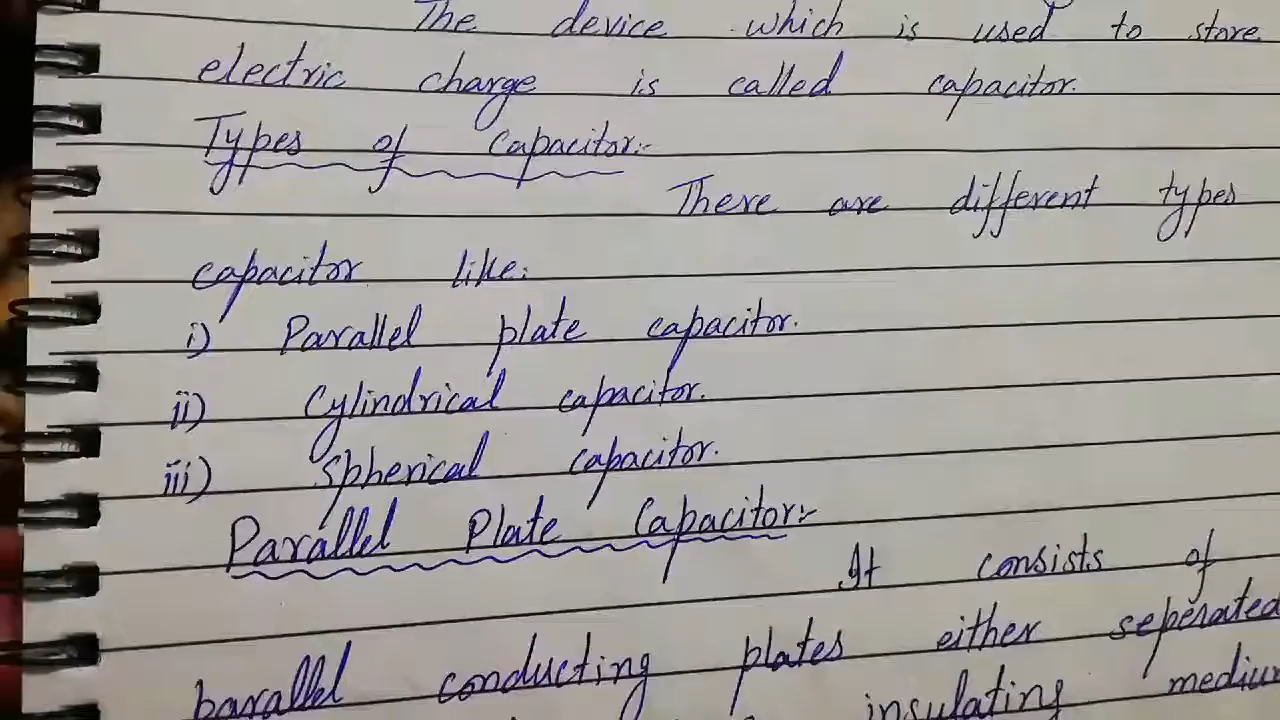 The device which is used to store
electric charge is called capacitor.
Types of Capacitor:-
There are different types
capacitor like:
i) Parallel plate capacitor.
ii) Cylindrical capacitor.
iii) Spherical capacitor.
Parallel Plate Capacitor:-
It consists of
parallel conducting plates either seperated
insulating medium